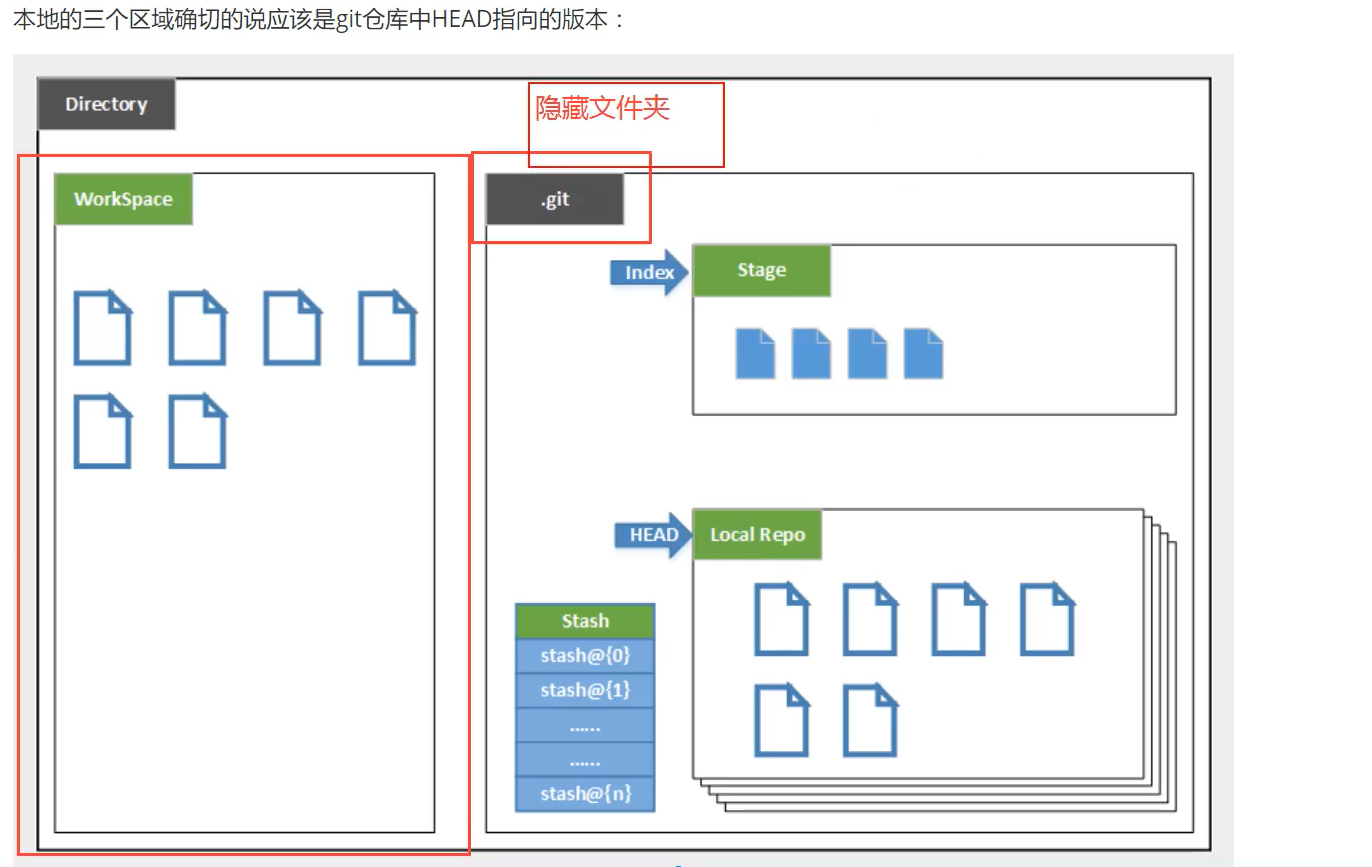 本地的三个区域确切的说应该是git仓库中HEAD指向的版本：
Directory
隐藏文件夹
WorkSpace
.git
Index
Stage
HEAD
Local Repo
Stash
stash@{0}
stash@{1}
......
......
stash@{n}